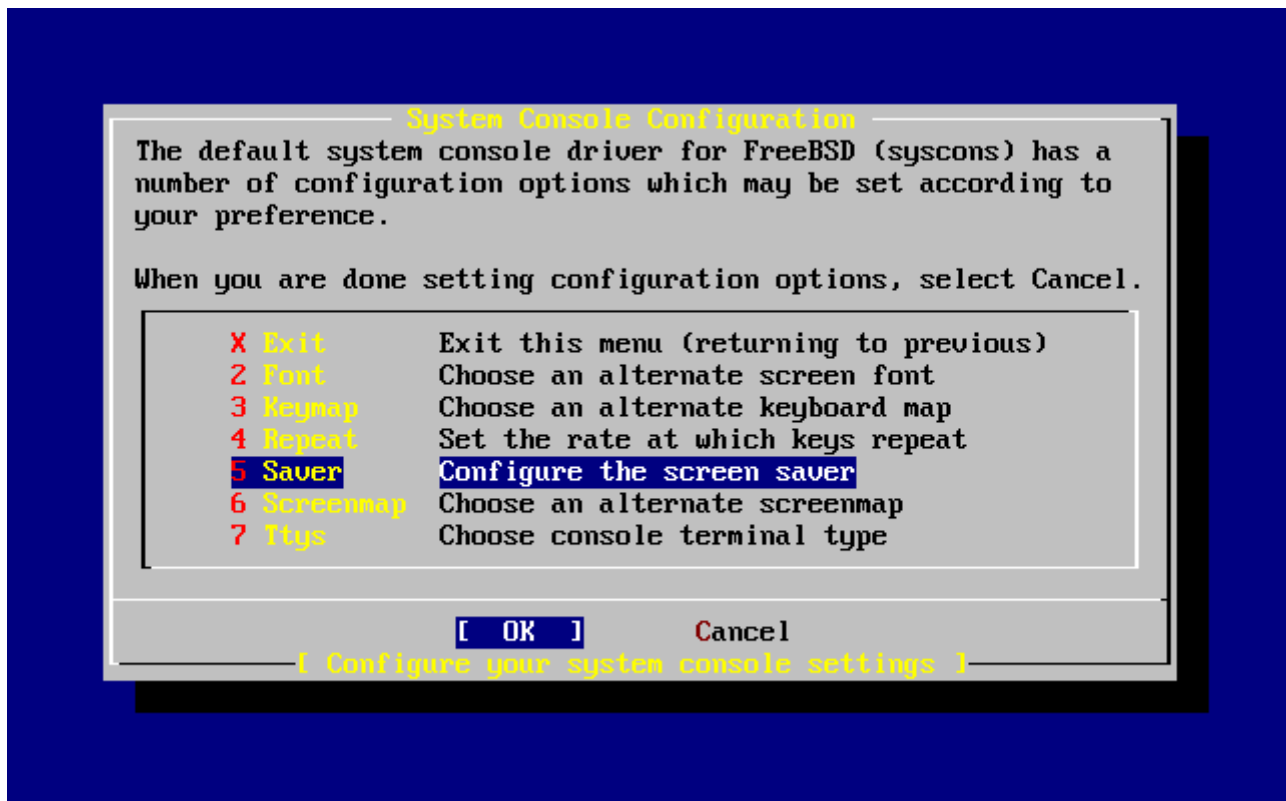 System Console Configuration
The default system console driver for FreeBSD (syscons) has a
number of configuration options which may be set according to
your preference.
When you are done setting configuration options, select Cancel.
X Exit Exit this menu (returning to previous)
2 Font Choose an alternate screen font
3 Keymap Choose an alternate keyboard map
4 Repeat Set the rate at which keys repeat
5 Saver Configure the screen saver
6 Screenmap Choose an alternate screenmap
7 Ttys Choose console terminal type
[ OK ] Cancel
[ Configure your system console settings ]